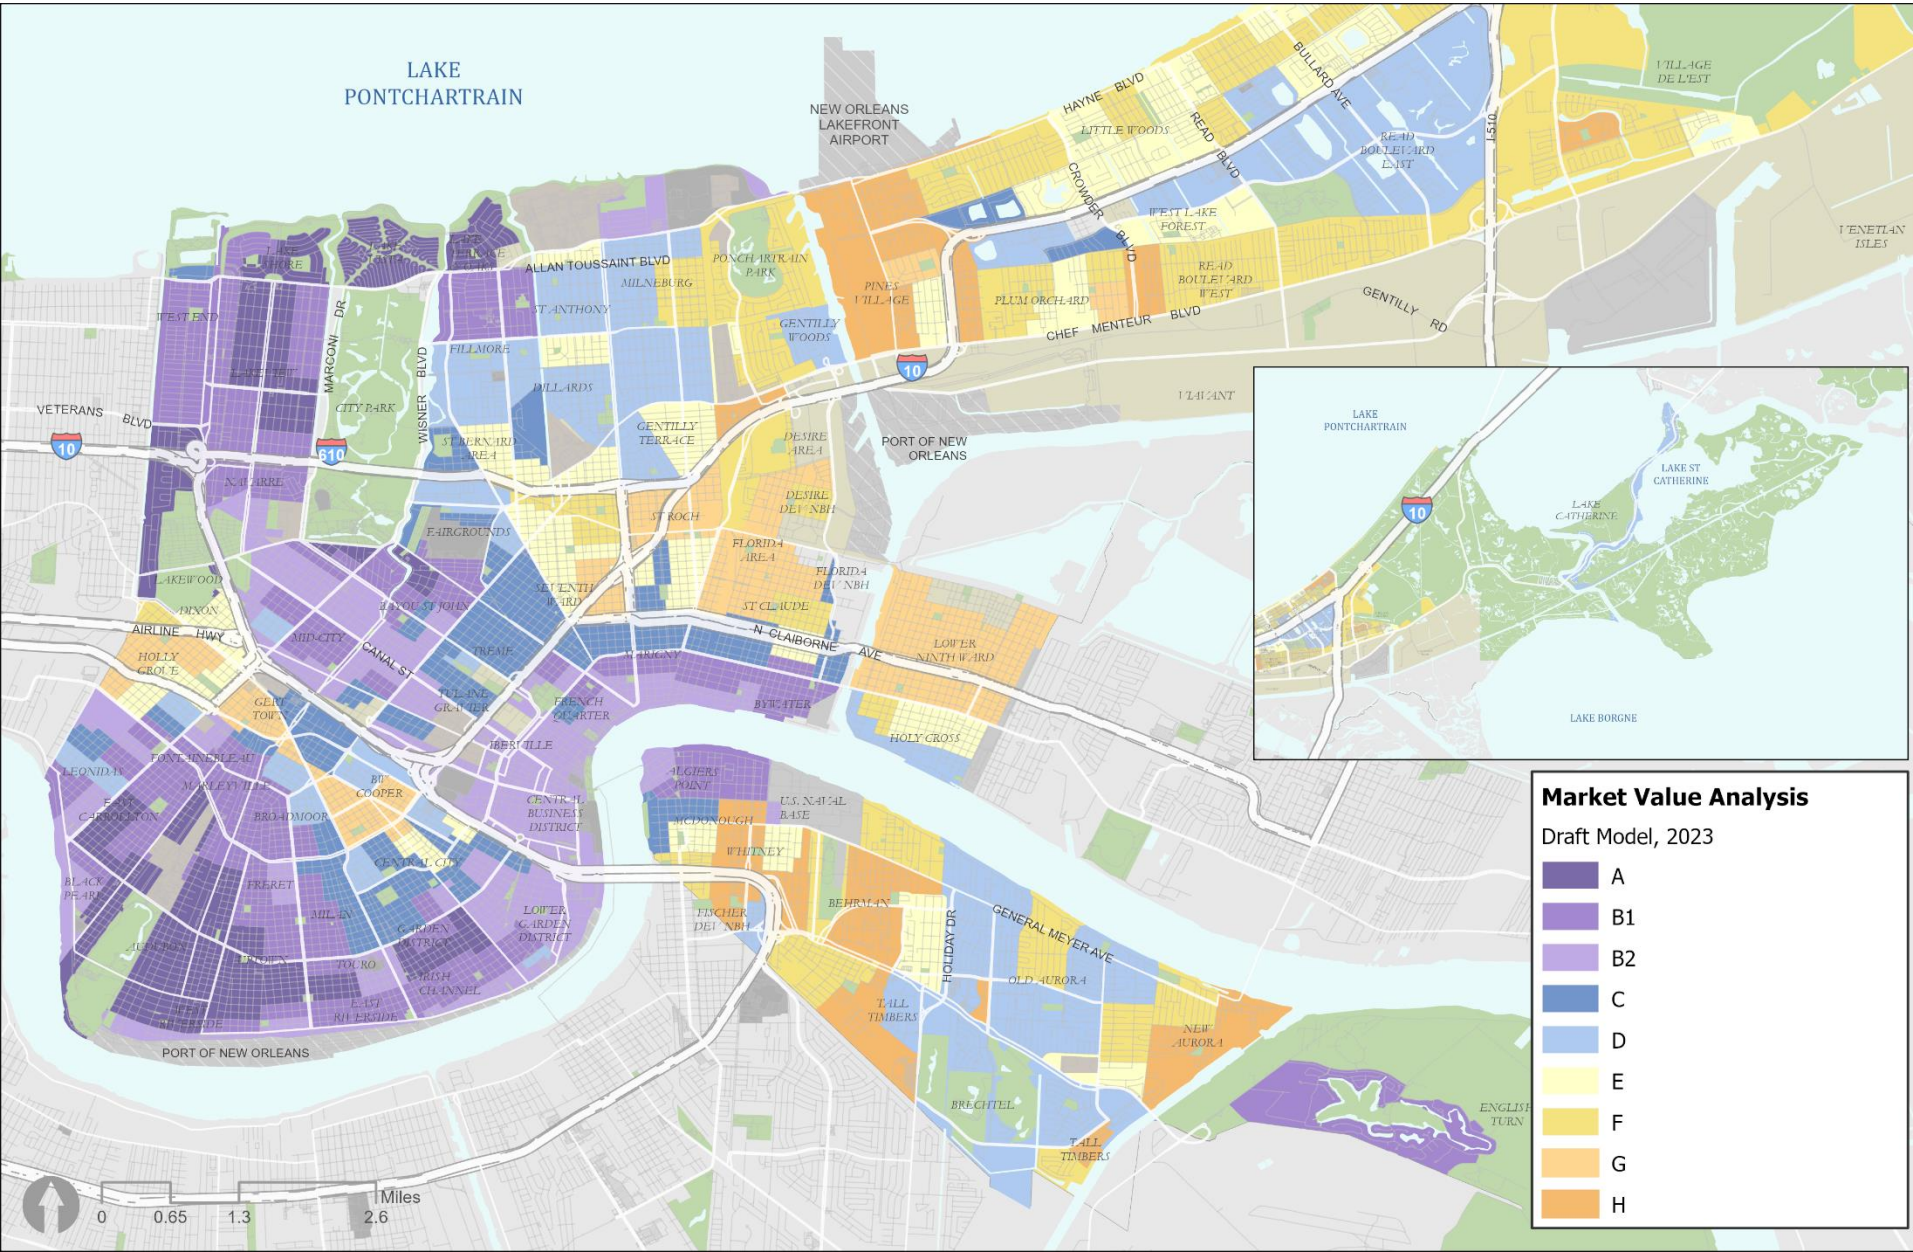 LAKE
PONTCHARTRAIN
NEW ORLEANS
LAKEFRONT
AIRPORT
HAYNE BLVD
BULLARD AVE
VILLAGE
DE L'EST
LITTLE WOODS
READ BLVD
READ
BOULEVARD
EAST
I-510
CROWDER BLVD
WEST LAKE
FOREST
VENETIAN
ISLES
LAKE
SHORE
ALLAN TOUSSAINT BLVD
PONCHARTRAIN
PARK
MILNEBURG
ST ANTHONY
PINES
VILLAGE
PLUM ORCHARD
READ
BOULEVARD
WEST
GENTILLY RD
CHEF MENTEUR BLVD
GENTILLY
WOODS
WEST END
MARCONI DR
FILLMORE
WISNER BLVD
LAKEVIEW
DILLARDS
10
VIAVANT
CITY PARK
VETERANS BLVD
10
610
ST BERNARD
AREA
GENTILLY
TERRACE
DESIRE
AREA
PORT OF NEW
ORLEANS
NAVARRE
DESIRE
DEV NBH
ST ROCH
FAIRGROUNDS
FLORIDA
AREA
FLORIDA
DEV NBH
LAKEWOOD
SEVENTH
WARD
DIXON
BAYOU ST JOHN
ST CLAUDE
AIRLINE HWY
MID-CITY
CANAL ST
N CLAIBORNE AVE
LOWER
NINTH WARD
HOLLY
GROVE
TREME
MARIGNY
GERT
TOWN
TULANE
GRAVIER
FRENCH
QUARTER
BYWATER
HOLY CROSS
IBERVILLE
FONTAINEBLEAU
LEONIDAS
MARLEYVILLE
ALGIERS
POINT
BW
COOPER
EAST
CARROLLTON
BROADMOOR
CENTRAL
BUSINESS
DISTRICT
U.S. NAVAL
BASE
MCDONOUGH
WHITNEY
CENTRAL CITY
BLACK
PEARL
FRERET
MILAN
GARDEN
DISTRICT
LOWER
GARDEN
DISTRICT
FISCHER
DEV NBH
BEHRMAN
HOLIDAY DR
GENERAL MEYER AVE
AUDUBON
UPTOWN
TOURO
IRISH
CHANNEL
OLD AURORA
WEST
RIVERSIDE
EAST
RIVERSIDE
TALL
TIMBERS
NEW
AURORA
PORT OF NEW ORLEANS
BRECHTEL
TALL
TIMBERS
ENGLISH
TURN
Miles
0 0.65 1.3 2.6
LAKE
PONTCHARTRAIN
LAKE ST
CATHERINE
LAKE
CATHERINE
10
LAKE BORGNE
Market Value Analysis
Draft Model, 2023
A
B1
B2
C
D
E
F
G
H